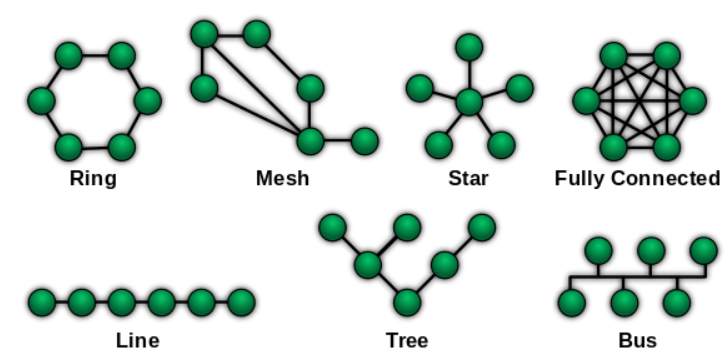 Ring
Mesh
Star
Fully Connected
Line
Tree
Bus